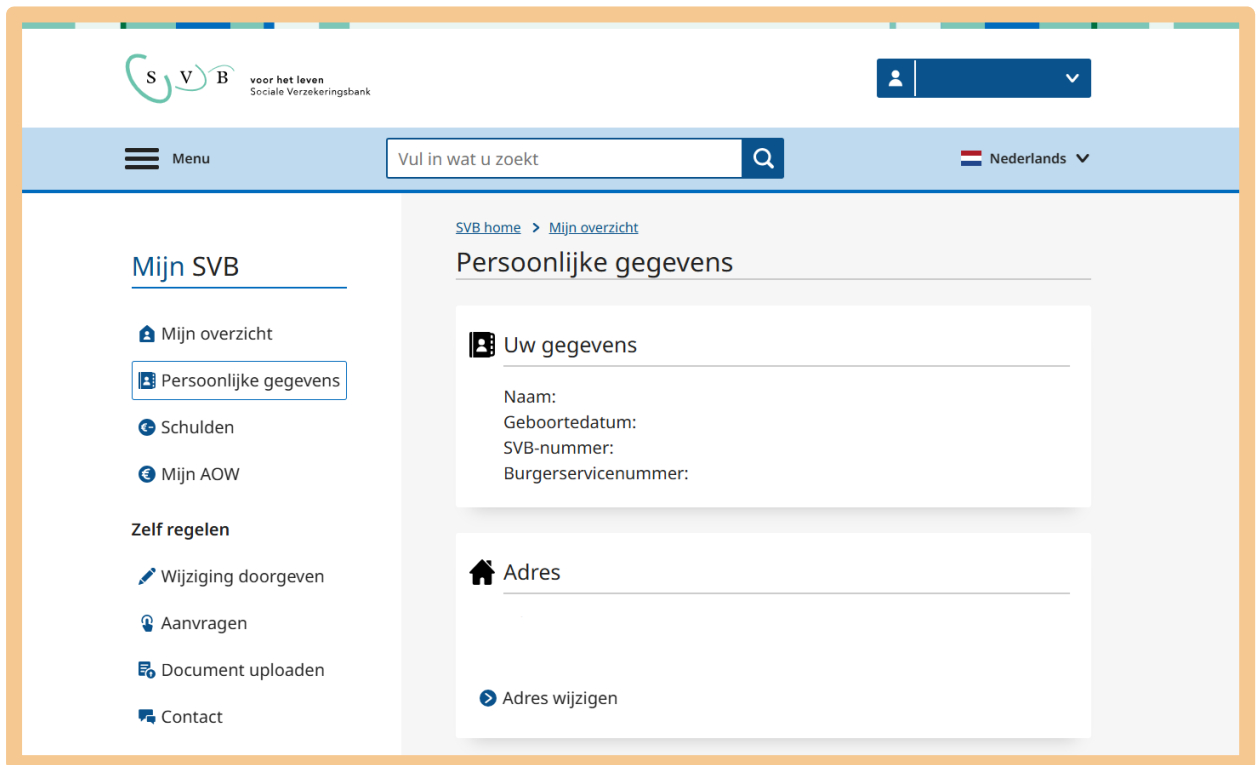 S V B
voor het leven
Sociale Verzekeringsbank
Menu
Vul in wat u zoekt
Nederlands
Mijn SVB
Mijn overzicht
Persoonlijke gegevens
Schulden
Mijn AOW
Zelf regelen
Wijziging doorgeven
Aanvragen
Document uploaden
Contact
SVB home > Mijn overzicht
Persoonlijke gegevens
Uw gegevens
Naam:
Geboortedatum:
SVB-nummer:
Burgerservicenummer:
Adres
Adres wijzigen